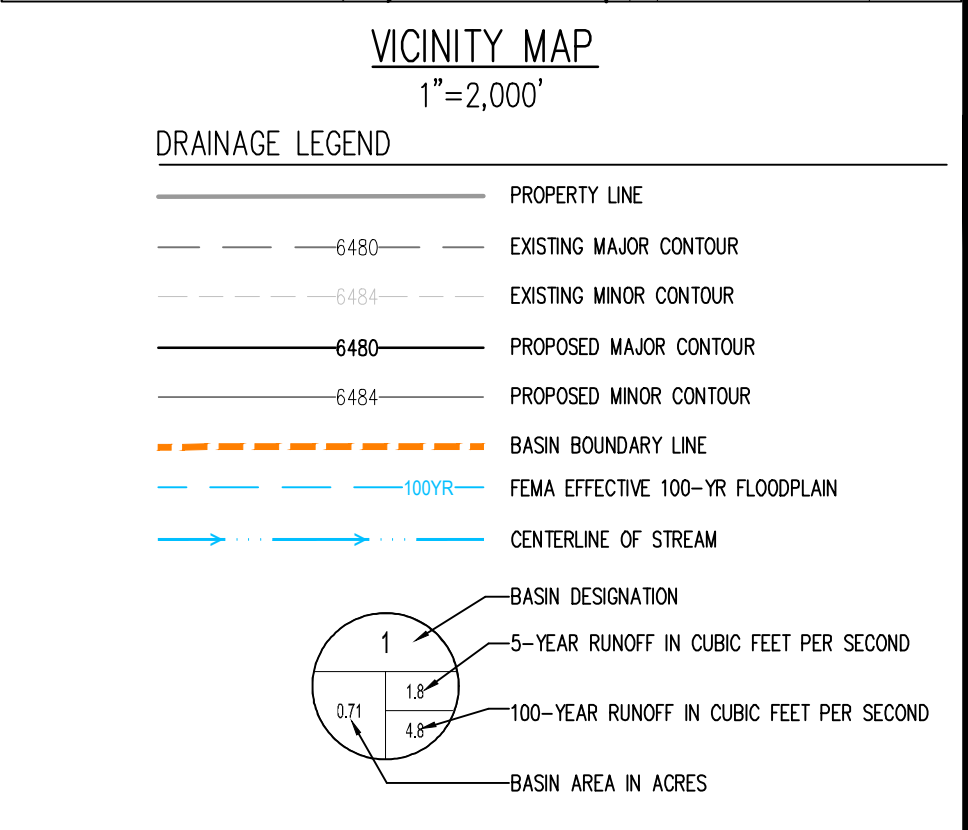 VICINITY MAP
1"=2,000'
DRAINAGE LEGEND
PROPERTY LINE
6480 EXISTING MAJOR CONTOUR
6484 EXISTING MINOR CONTOUR
6480 PROPOSED MAJOR CONTOUR
6484 PROPOSED MINOR CONTOUR
BASIN BOUNDARY LINE
100YR FEMA EFFECTIVE 100-YR FLOODPLAIN
CENTERLINE OF STREAM
BASIN DESIGNATION
1
5-YEAR RUNOFF IN CUBIC FEET PER SECOND
1.8
0.71
100-YEAR RUNOFF IN CUBIC FEET PER SECOND
4.8
BASIN AREA IN ACRES